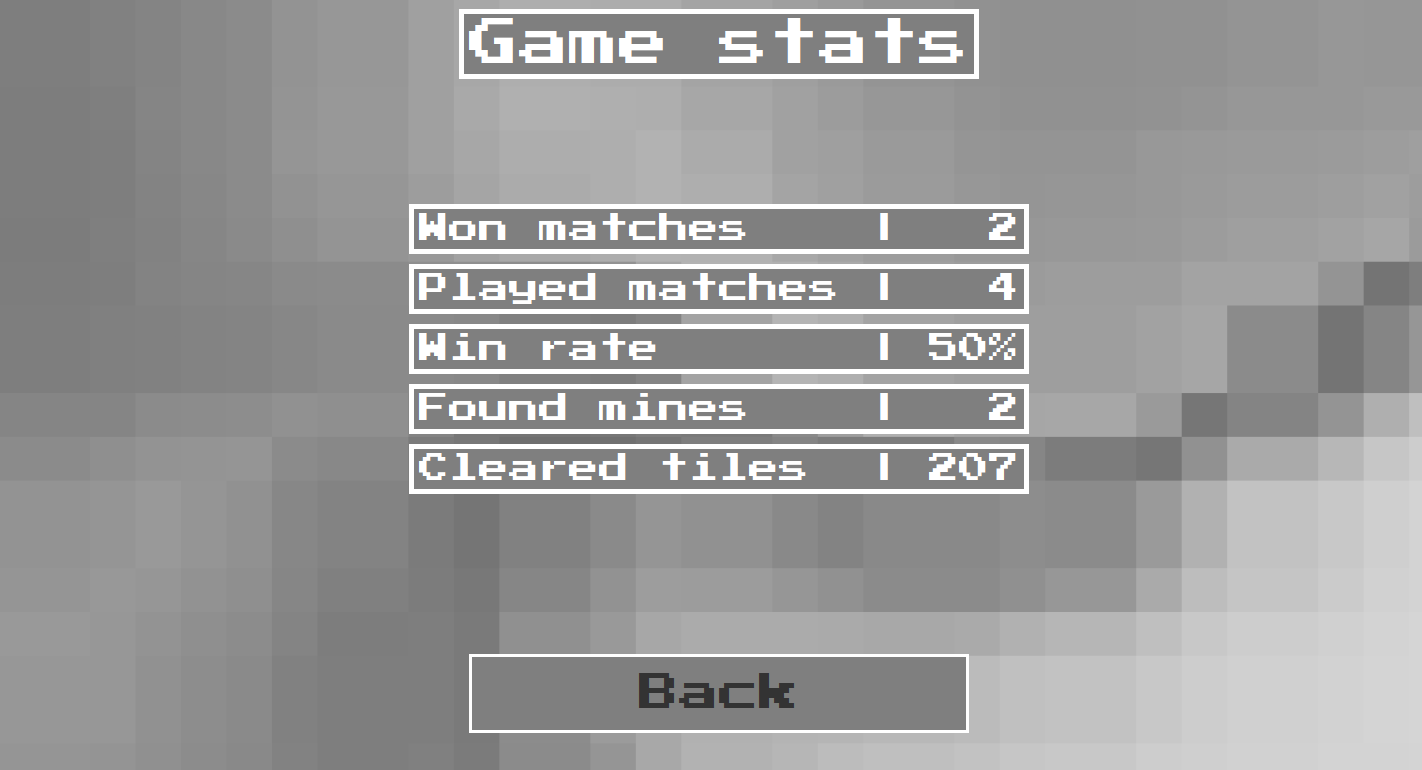 Game stats
Won matches | 2
Played matches | 4
Win rate | 50%
Found mines | 2
Cleared tiles | 207
Back